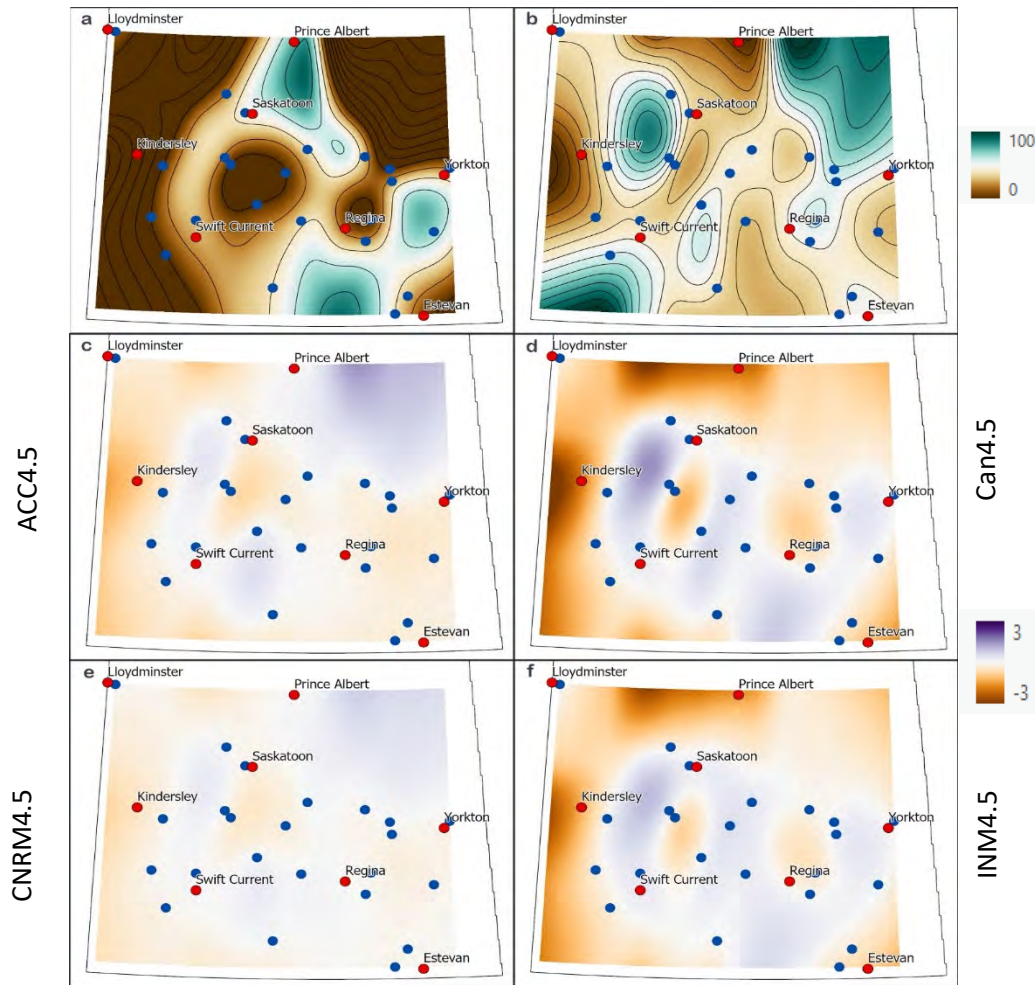 a
Lloydminster
Prince Albert
Saskatoon
Kindersley
Yorkton
Swift Current
Regina
Estevan
b
Lloydminster
Prince Albert
Saskatoon
Kindersley
Yorkton
Swift Current
Regina
Estevan
100
0
ACC4.5
c
Lloydminster
Prince Albert
Saskatoon
Kindersley
Yorkton
Swift Current
Regina
Estevan
d
Lloydminster
Prince Albert
Saskatoon
Kindersley
Yorkton
Swift Current
Regina
Estevan
Can4.5
3
-3
CNRM4.5
e
Lloydminster
Prince Albert
Saskatoon
Kindersley
Yorkton
Swift Current
Regina
Estevan
f
Lloydminster
Prince Albert
Saskatoon
Kindersley
Yorkton
Swift Current
Regina
Estevan
INM4.5